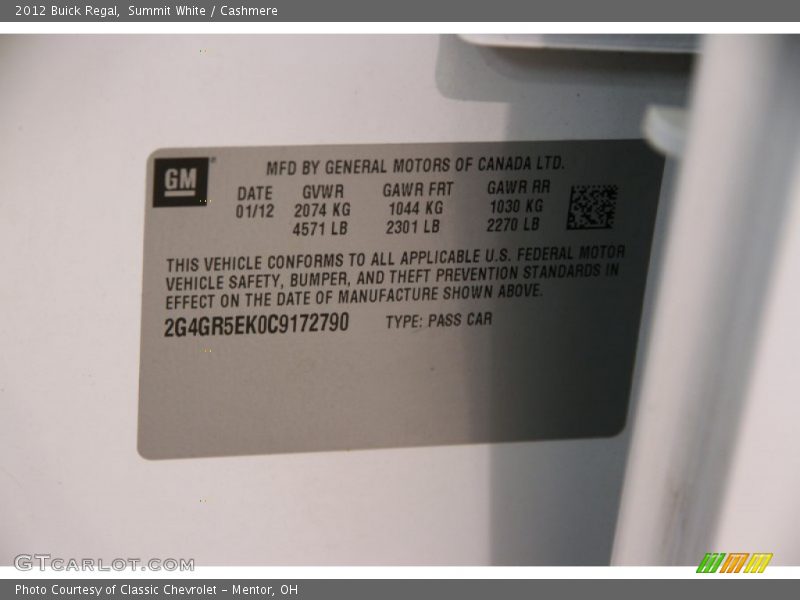 2012 Buick Regal, Summit White / Cashmere
GM
MFD BY GENERAL MOTORS OF CANADA LTD.
DATE GVWR GAWR FRT GAWR RR
01/12 2074 KG 1044 KG 1030 KG
4571 LB 2301 LB 2270 LB
THIS VEHICLE CONFORMS TO ALL APPLICABLE U.S. FEDERAL MOTOR
VEHICLE SAFETY, BUMPER, AND THEFT PREVENTION STANDARDS IN
EFFECT ON THE DATE OF MANUFACTURE SHOWN ABOVE.
2G4GR5EK0C9172790 TYPE: PASS CAR
GTCARLOT.COM
Photo Courtesy of Classic Chevrolet - Mentor, OH